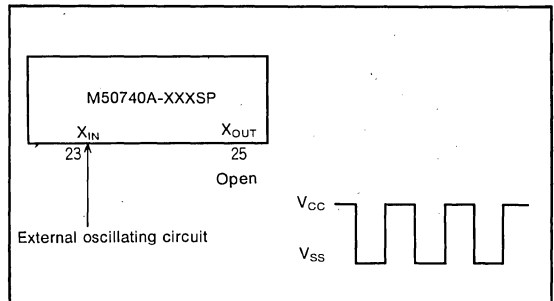 M50740A-XXXSP
XIN XOUT
23 25
Open
External oscillating circuit
VCC
VSS